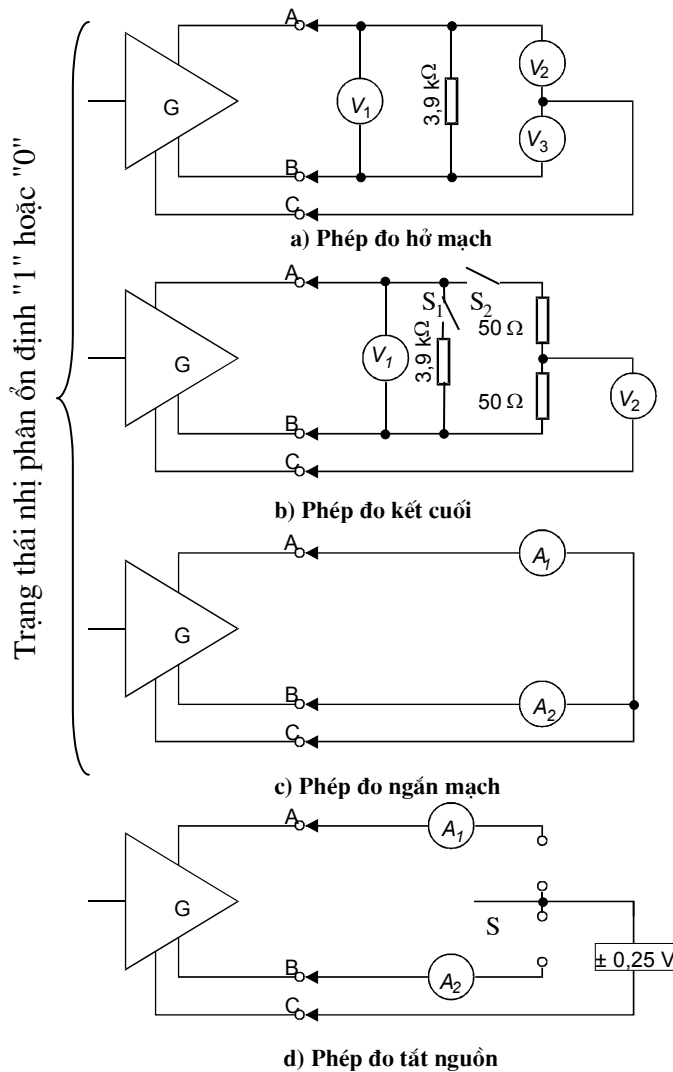 Trạng thái nhị phân ổn định "1" hoặc "0"
A
G
V1
3,9 kΩ
V2
V3
B
C
a) Phép đo hở mạch
A
S1 S2
50 Ω
G
V1
3,9 kΩ
50 Ω
V2
B
C
b) Phép đo kết cuối
A
A1
G
B
A2
C
c) Phép đo ngắn mạch
A
A1
G
S
B
A2
± 0,25 V
C
d) Phép đo tắt nguồn